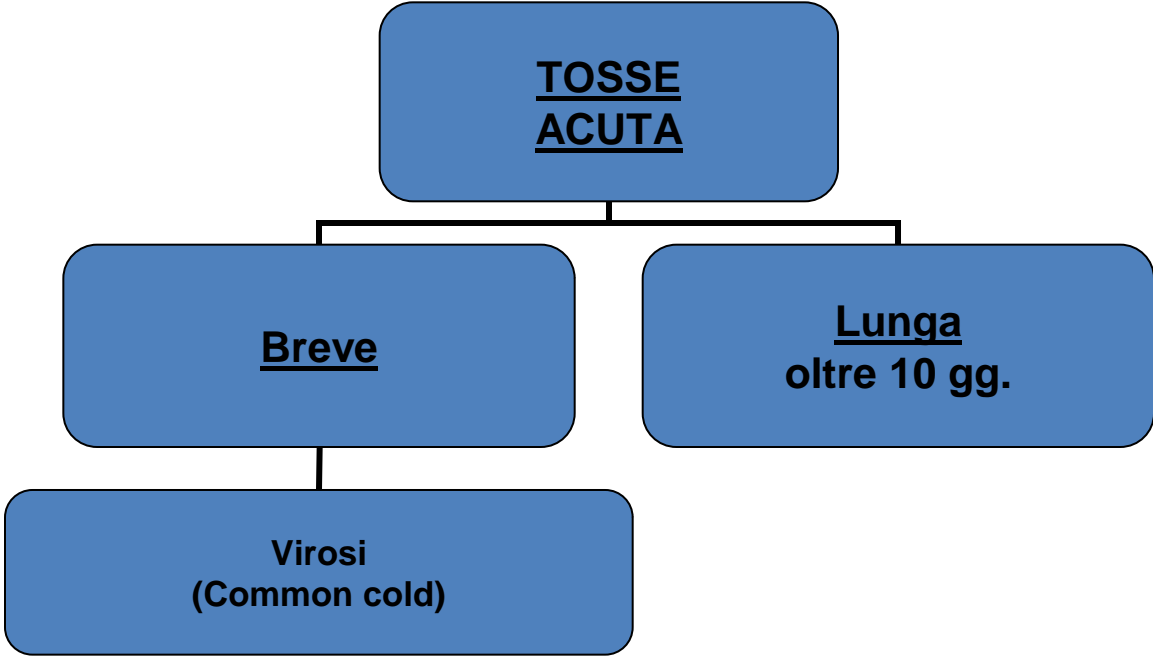 TOSSE
ACUTA
Breve
Lunga
oltre 10 gg.
Virosi
(Common cold)